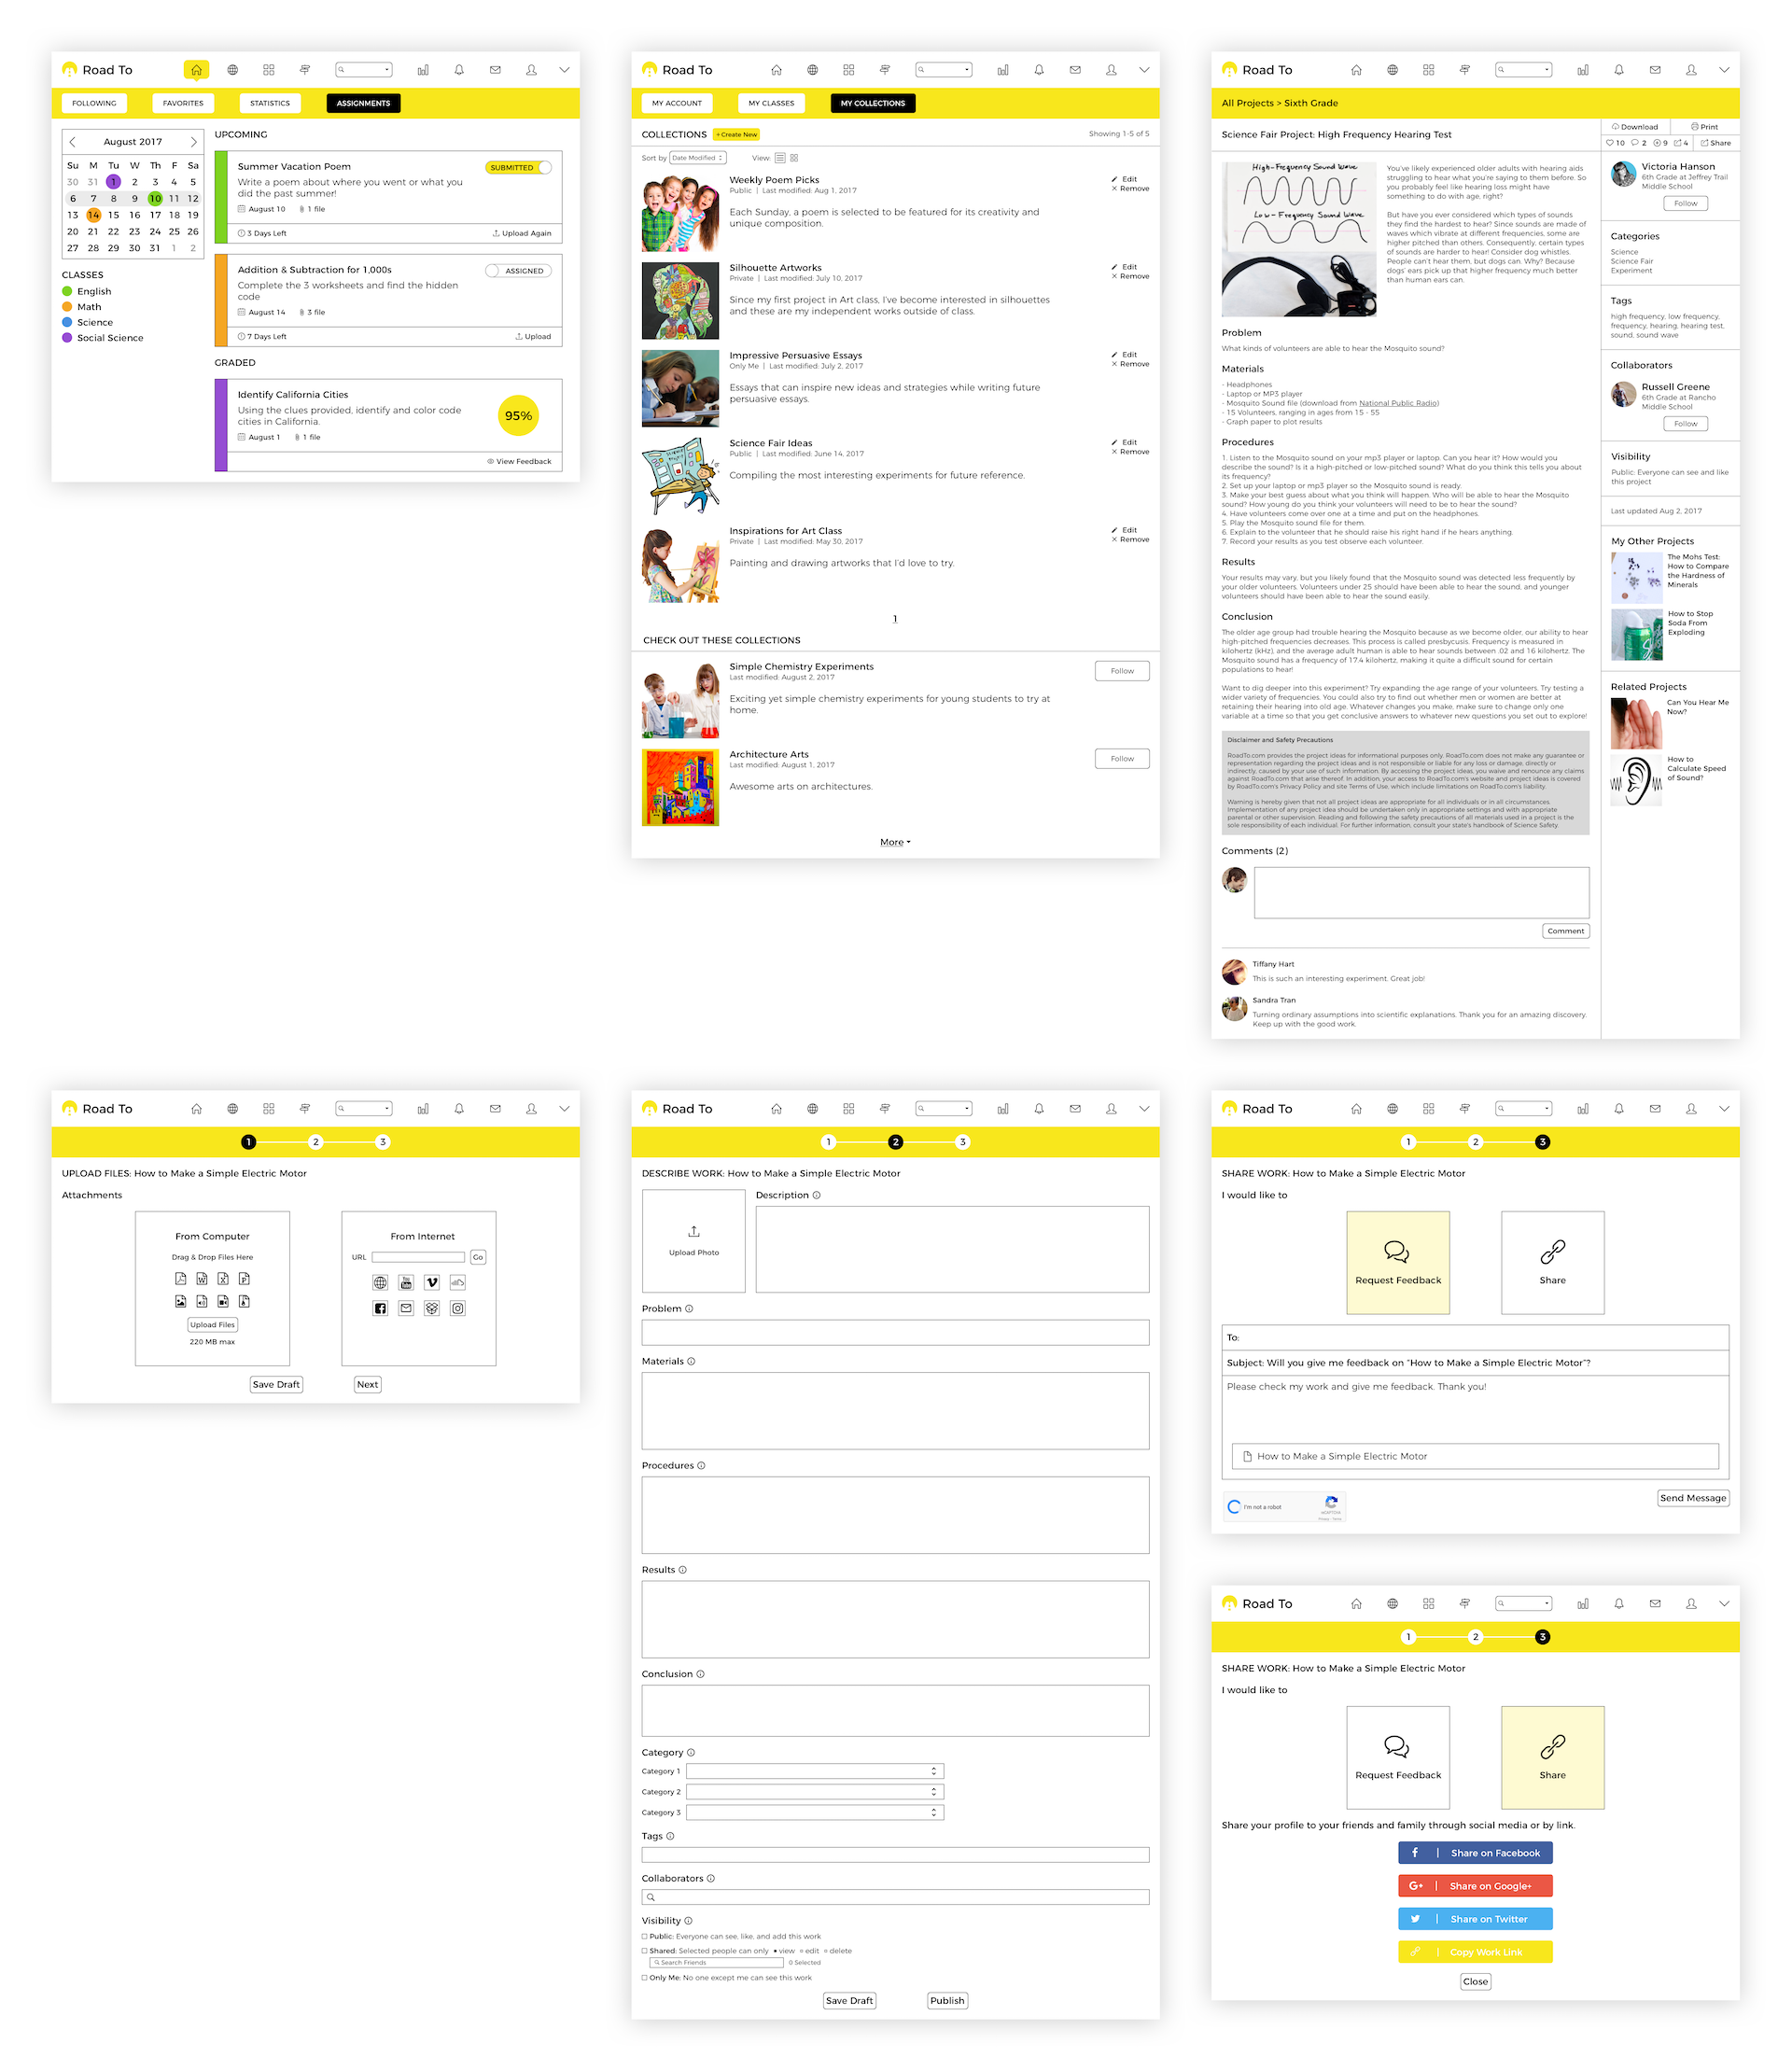 Road To
FOLLOWING
FAVORITES
STATISTICS
ASSIGNMENTS
August 2017
Su M Tu W Th F Sa
30 31 1 2 3 4 5
6 7 8 9 10 11 12
13 14 15 16 17 18 19
20 21 22 23 24 25 26
27 28 29 30 31 1 2
CLASSES
English
Math
Science
Social Science
UPCOMING
Summer Vacation Poem
SUBMITTED
Write a poem about where you went or what you
did the past summer!
August 10 1 file
3 Days Left
Upload Again
Addition & Subtraction for 1,000s
ASSIGNED
Complete the 3 worksheets and find the hidden
code
August 14 3 file
7 Days Left
Upload
GRADED
Identify California Cities
Using the clues provided, identify and color code
cities in California.
95%
August 1 1 file
View Feedback
Road To
MY ACCOUNT
MY CLASSES
MY COLLECTIONS
COLLECTIONS
+ Create New
Showing 1-5 of 5
Sort by Date Modified
View:
Weekly Poem Picks
Public | Last modified: Aug 1, 2017
Each Sunday, a poem is selected to be featured for its creativity and
unique composition.
Edit
Remove
Silhouette Artworks
Private | Last modified: July 10, 2017
Since my first project in Art class, I've become interested in silhouettes
and these are my independent works outside of class.
Edit
Remove
Impressive Persuasive Essays
Only Me | Last modified: July 2, 2017
Essays that can inspire new ideas and strategies while writing future
persuasive essays.
Edit
Remove
Science Fair Ideas
Public | Last modified: June 14, 2017
Compiling the most interesting experiments for future reference.
Edit
Remove
Inspirations for Art Class
Private | Last modified: May 30, 2017
Painting and drawing artworks that I'd love to try.
Edit
Remove
1
CHECK OUT THESE COLLECTIONS
Simple Chemistry Experiments
Last modified: August 2, 2017
Exciting yet simple chemistry experiments for young students to try at
home.
Follow
Architecture Arts
Last modified: August 1, 2017
Awesome arts on architectures.
Follow
More
Road To
All Projects > Sixth Grade
Science Fair Project: High Frequency Hearing Test
High-Frequency Sound Wave
Low-Frequency Sound Wave
You've likely experienced older adults with hearing aids
struggling to hear what you're saying to them before. So
you probably feel like hearing loss might have
something to do with age, right?
But have you ever considered which types of sounds
they find the hardest to hear? Since sounds are made of
waves which vibrate at different frequencies, some are
higher pitched than others. Consequently, certain types
of sounds are harder to hear! Consider dog whistles.
People can't hear them, but dogs can. Why? Because
dogs' ears pick up that higher frequency much better
than human ears can.
Problem
What kinds of volunteers are able to hear the Mosquito sound?
Materials
- Headphones
- Laptop or MP3 player
- Mosquito Sound file (download from National Public Radio)
- 15 Volunteers, ranging in ages from 15 - 55
- Graph paper to plot results
Procedures
1. Listen to the Mosquito sound on your mp3 player or laptop. Can you hear it? How would you
describe the sound? Is it a high-pitched or low-pitched sound? What do you think this tells you about
its frequency?
2. Set up your laptop or mp3 player so the Mosquito sound is ready.
3. Make your best guess about what you think will happen. Who will be able to hear the Mosquito
sound? How young do you think your volunteers will need to be to hear the sound?
4. Have volunteers come over one at a time and put on the headphones.
5. Play the Mosquito sound file for them
6. Explain to the volunteer that he should raise his right hand if he hears anything.
7. Record your results as you test observe each volunteer.
Results
Your results may vary, but you likely found that the Mosquito sound was detected less frequently by
your older volunteers. Volunteers under 25 should have been able to hear the sound, and younger
volunteers should have been able to hear the sound easily.
Conclusion
The older age group had trouble hearing the Mosquito because as we become older, our ability to hear
high-pitched frequencies decreases. This process is called presbycusis. Frequency is measured in
kilohertz (kHz), and the average adult human is able to hear sounds between .02 and 16 kilohertz. The
Mosquito sound has a frequency of 17.4 kilohertz, making it quite a difficult sound for certain
populations to hear!
Want to dig deeper into this experiment? Try expanding the age range of your volunteers. Try testing a
wider variety of frequencies. You could also try to find out whether men or women are better at
retaining their hearing into old age. Whatever changes you make, make sure to change only one
variable at a time so that you get conclusive answers to whatever new questions you set out to explore!
Disclaimer and Safety Precautions
RoadTo.com provides the project ideas for informational purposes only. RoadTo.com does not make any guarantee or
representation regarding the project ideas and is not responsible or liable for any loss or damage, directly or
indirectly, caused by your use of such information. By accessing the project ideas, you waive and renounce any claims
against RoadTo.com that arise thereof. In addition, your access to RoadTo.com's website and project ideas is covered
by RoadTo.com's Privacy Policy and site Terms of Use, which include limitations on RoadTo.com's liability.
Warning is hereby given that not all project ideas are appropriate for all individuals or in all circumstances.
Implementation of any project idea should be undertaken only in appropriate settings and with appropriate
parental or other supervision. Reading and following the safety precautions of all materials used in a project is the
sole responsibility of each individual. For further information, consult your state's handbook of Science Safety.
Comments (2)
Comment
Tiffany Hart
This is such an interesting experiment. Great job!
Sandra Tran
Turning ordinary assumptions into scientific explanations. Thank you for an amazing discovery.
Keep up with the good work.
Download
Print
10 2 9 4 Share
Victoria Hanson
6th Grade at Jeffrey Trail
Middle School
Follow
Categories
Science
Science Fair
Experiment
Tags
high frequency, low frequency,
frequency, hearing, hearing test,
sound, sound wave
Collaborators
Russell Greene
6th Grade at Rancho
Middle School
Follow
Visibility
Public: Everyone can see and like
this project
Last updated Aug 2, 2017
My Other Projects
The Mohs Test:
How to Compare
the Hardness of
Minerals
How to Stop
Soda From
Exploding
Related Projects
Can You Hear Me
Now?
How to
Calculate Speed
of Sound?
Road To
1 2 3
UPLOAD FILES: How to Make a Simple Electric Motor
Attachments
From Computer
Drag & Drop Files Here
Upload Files
220 MB max
From Internet
URL
Go
Save Draft
Next
Road To
1 2 3
DESCRIBE WORK: How to Make a Simple Electric Motor
Upload Photo
Description
Problem
Materials
Procedures
Results
Conclusion
Category
Category 1
Category 2
Category 3
Tags
Collaborators
Visibility
Public: Everyone can see, like, and add this work
Shared: Selected people can only view edit delete
Search Friends
0 Selected
Only Me: No one except me can see this work
Save Draft
Publish
Road To
1 2 3
SHARE WORK: How to Make a Simple Electric Motor
I would like to
Request Feedback
Share
To:
Subject: Will you give me feedback on "How to Make a Simple Electric Motor"?
Please check my work and give me feedback. Thank you!
How to Make a Simple Electric Motor
I'm not a robot
reCAPTCHA
Privacy - Terms
Send Message
Road To
1 2 3
SHARE WORK: How to Make a Simple Electric Motor
I would like to
Request Feedback
Share
Share your profile to your friends and family through social media or by link.
Share on Facebook
Share on Google+
Share on Twitter
Copy Work Link
Close